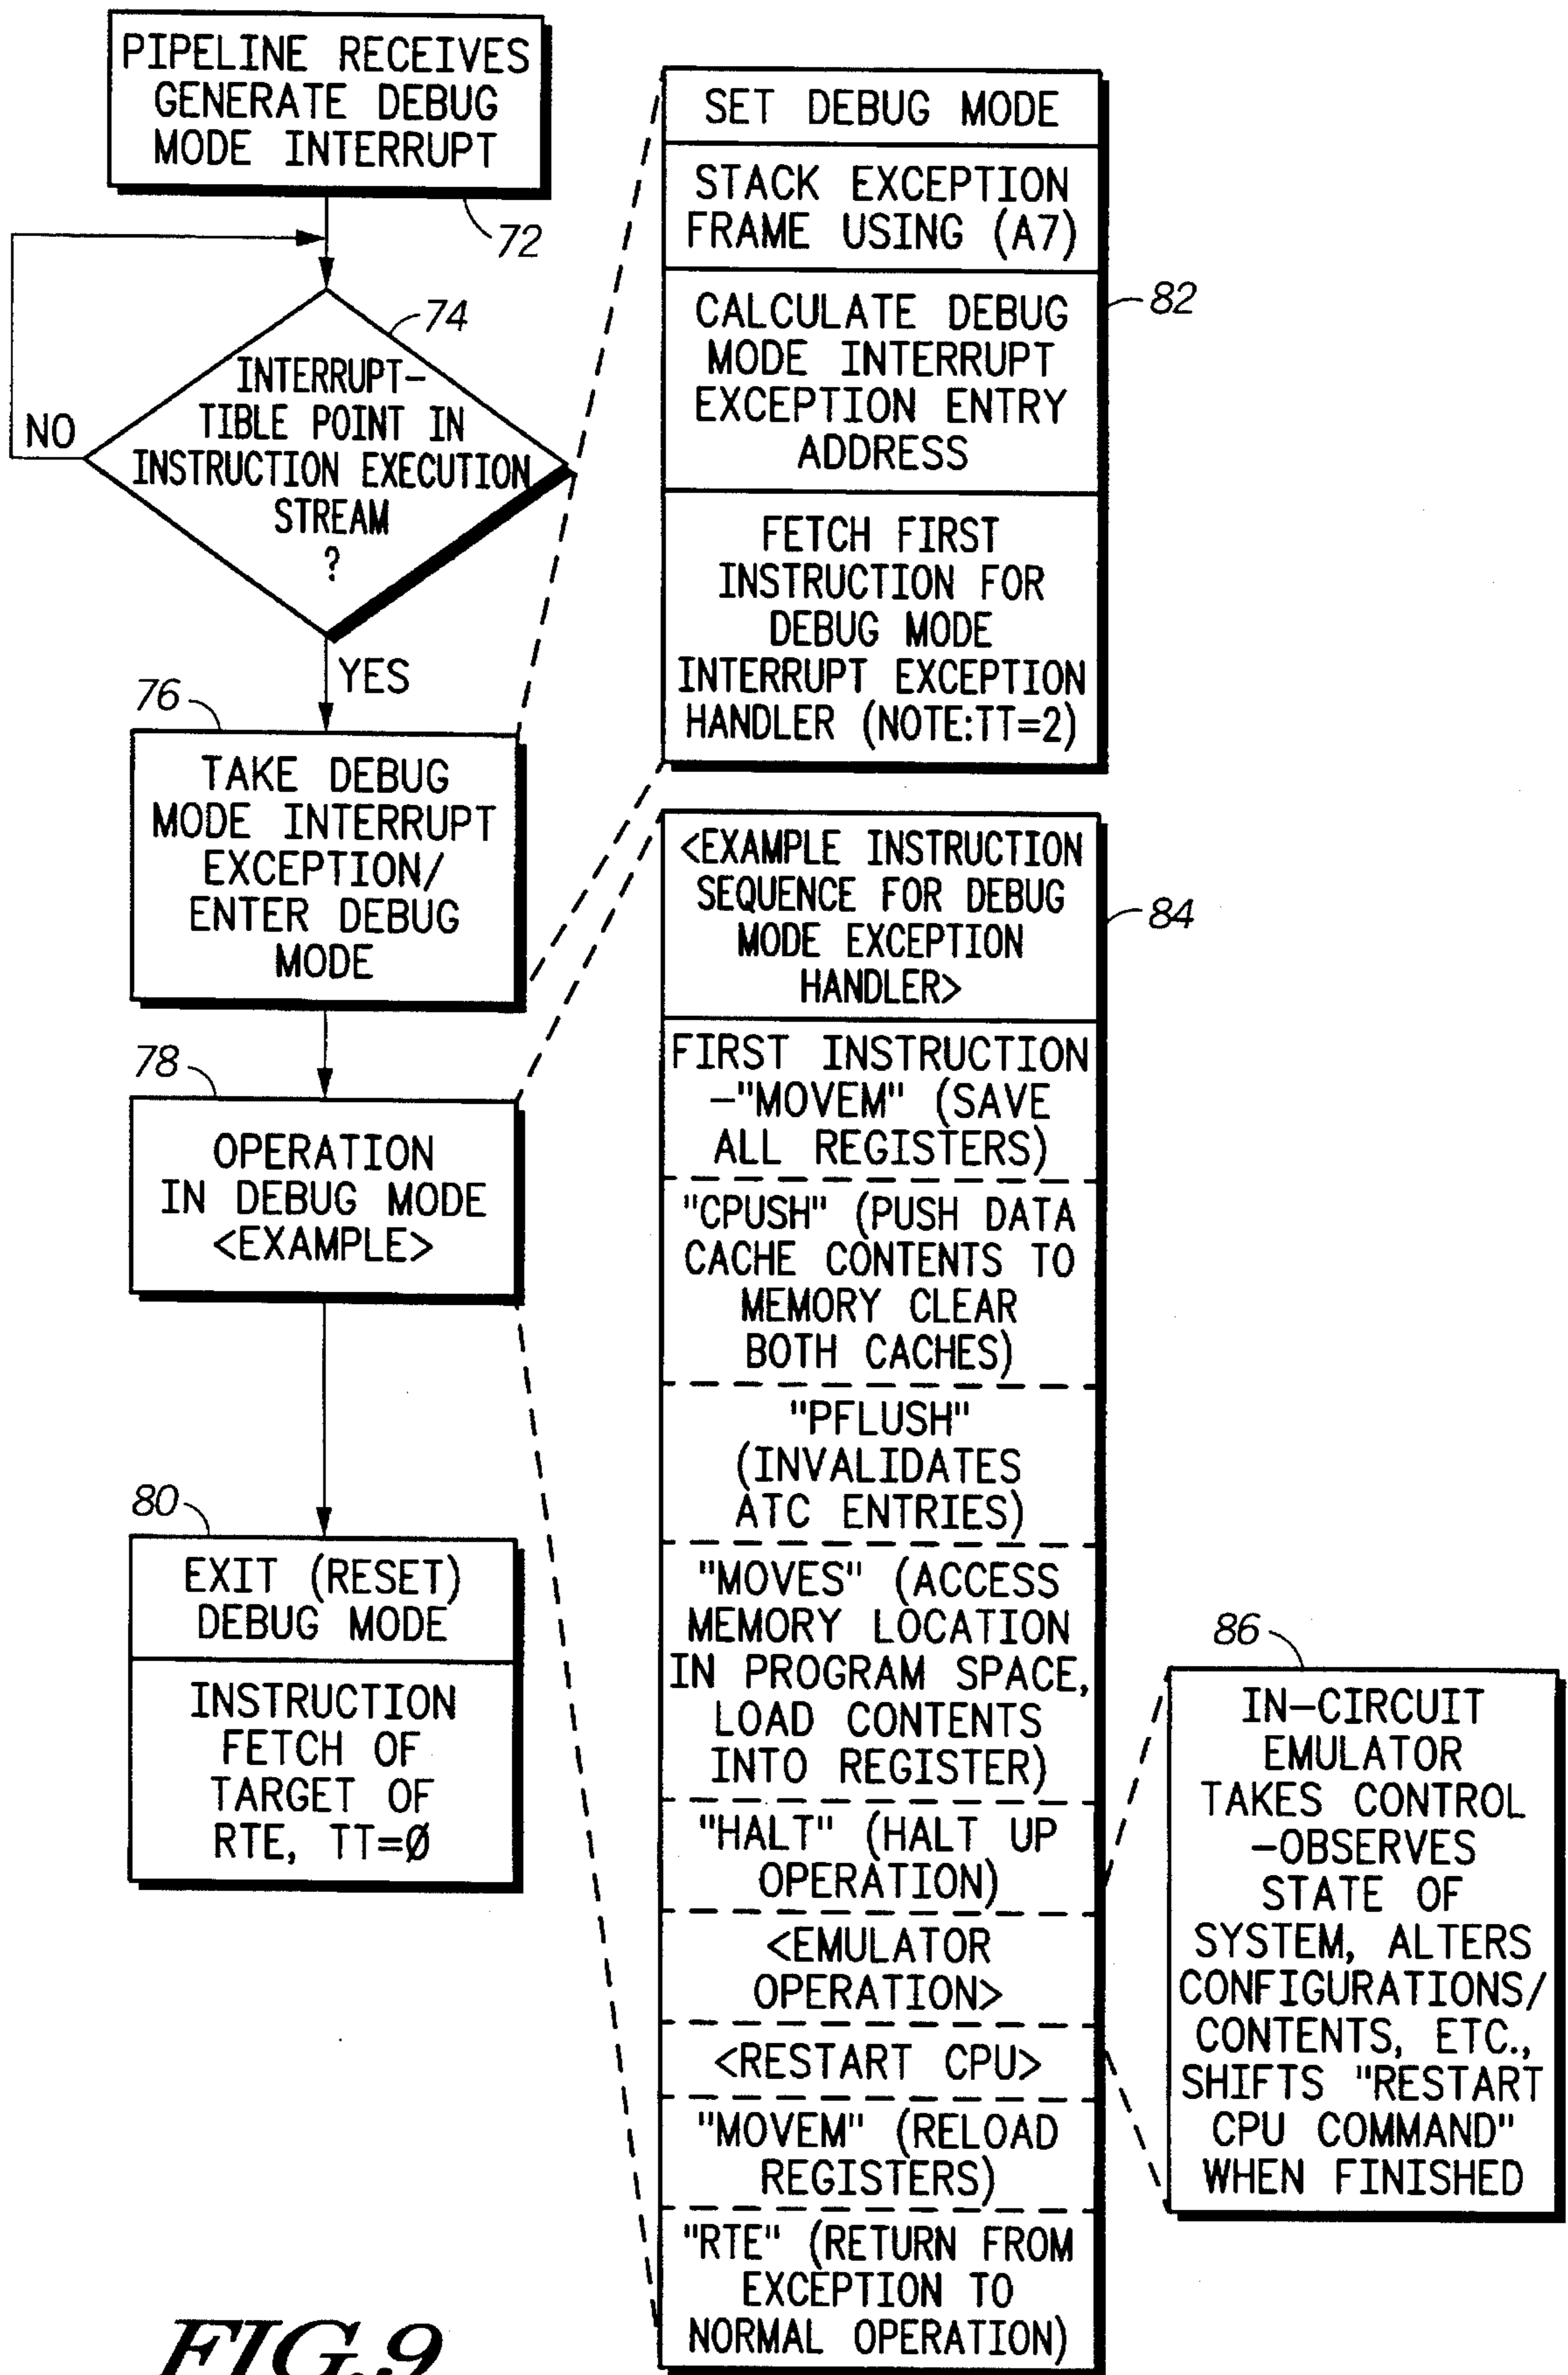 PIPELINE RECEIVES
GENERATE DEBUG
MODE INTERRUPT
72
74
INTERRUPT-
TIBLE POINT IN
INSTRUCTION EXECUTION
STREAM
?
NO
YES
76
TAKE DEBUG
MODE INTERRUPT
EXCEPTION/
ENTER DEBUG
MODE
78
OPERATION
IN DEBUG MODE
<EXAMPLE>
80
EXIT (RESET)
DEBUG MODE
INSTRUCTION
FETCH OF
TARGET OF
RTE, TT=Ø
SET DEBUG MODE
STACK EXCEPTION
FRAME USING (A7)
CALCULATE DEBUG
MODE INTERRUPT
EXCEPTION ENTRY
ADDRESS
FETCH FIRST
INSTRUCTION FOR
DEBUG MODE
INTERRUPT EXCEPTION
HANDLER (NOTE:TT=2)
82
<EXAMPLE INSTRUCTION
SEQUENCE FOR DEBUG
MODE EXCEPTION
HANDLER>
84
FIRST INSTRUCTION
-"MOVEM" (SAVE
ALL REGISTERS)
"CPUSH" (PUSH DATA
CACHE CONTENTS TO
MEMORY CLEAR
BOTH CACHES)
"PFLUSH"
(INVALIDATES
ATC ENTRIES)
"MOVES" (ACCESS
MEMORY LOCATION
IN PROGRAM SPACE,
LOAD CONTENTS
INTO REGISTER)
"HALT" (HALT UP
OPERATION)
<EMULATOR
OPERATION>
<RESTART CPU>
"MOVEM" (RELOAD
REGISTERS)
"RTE" (RETURN FROM
EXCEPTION TO
NORMAL OPERATION)
86
IN-CIRCUIT
EMULATOR
TAKES CONTROL
-OBSERVES
STATE OF
SYSTEM, ALTERS
CONFIGURATIONS/
CONTENTS, ETC.,
SHIFTS "RESTART
CPU COMMAND"
WHEN FINISHED
FIG.9